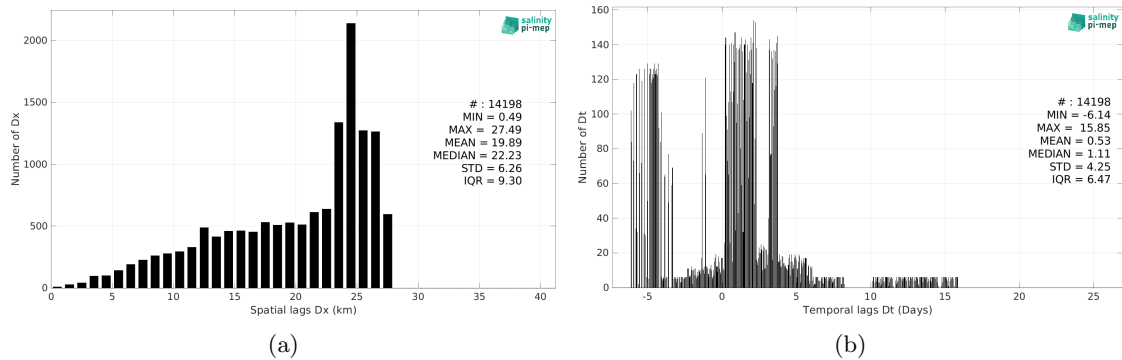 salinity
pi-mep
2000
1500
1000
500
0
Number of Dx
# : 14198
MIN = 0.49
MAX = 27.49
MEAN = 19.89
MEDIAN = 22.23
STD = 6.26
IQR = 9.30
0 5 10 15 20 25 30 35 40
Spatial lags Dx (km)
(a)
salinity
pi-mep
160
140
120
100
80
60
40
20
0
Number of Dt
# : 14198
MIN = -6.14
MAX = 15.85
MEAN = 0.53
MEDIAN = 1.11
STD = 4.25
IQR = 6.47
-5 0 5 10 15 20 25
Temporal lags Dt (Days)
(b)